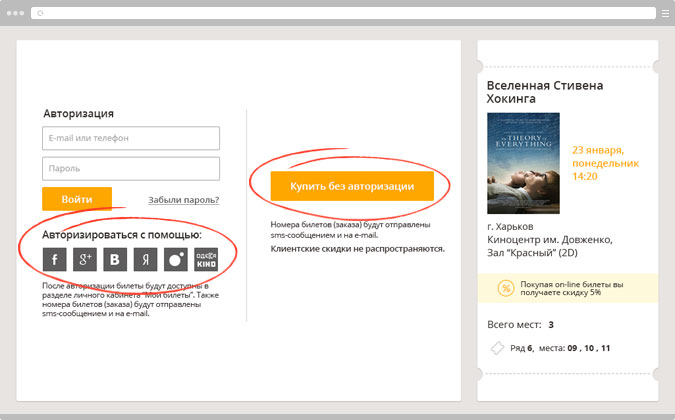 Авторизация
E-mail или телефон
Пароль
Войти
Забыли пароль?
Авторизироваться с помощью:
f g+ B Я ОДЕССА КИНО
После авторизации билеты будут доступны в
разделе личного кабинета "Мои билеты". Также
номера билетов (заказа) будут отправлены
sms-сообщением и на e-mail.
Купить без авторизации
Номера билетов (заказа) будут отправлены
sms-сообщением и на e-mail.
Клиентские скидки не распространяются.
Вселенная Стивена
Хокинга
THE THEORY OF
EVERYTHING
23 января,
понедельник
14:20
г. Харьков
Киноцентр им. Довженко,
Зал "Красный" (2D)
% Покупая on-line билеты вы
получаете скидку 5%
Всего мест: 3
Ряд 6, места: 09 , 10 , 11